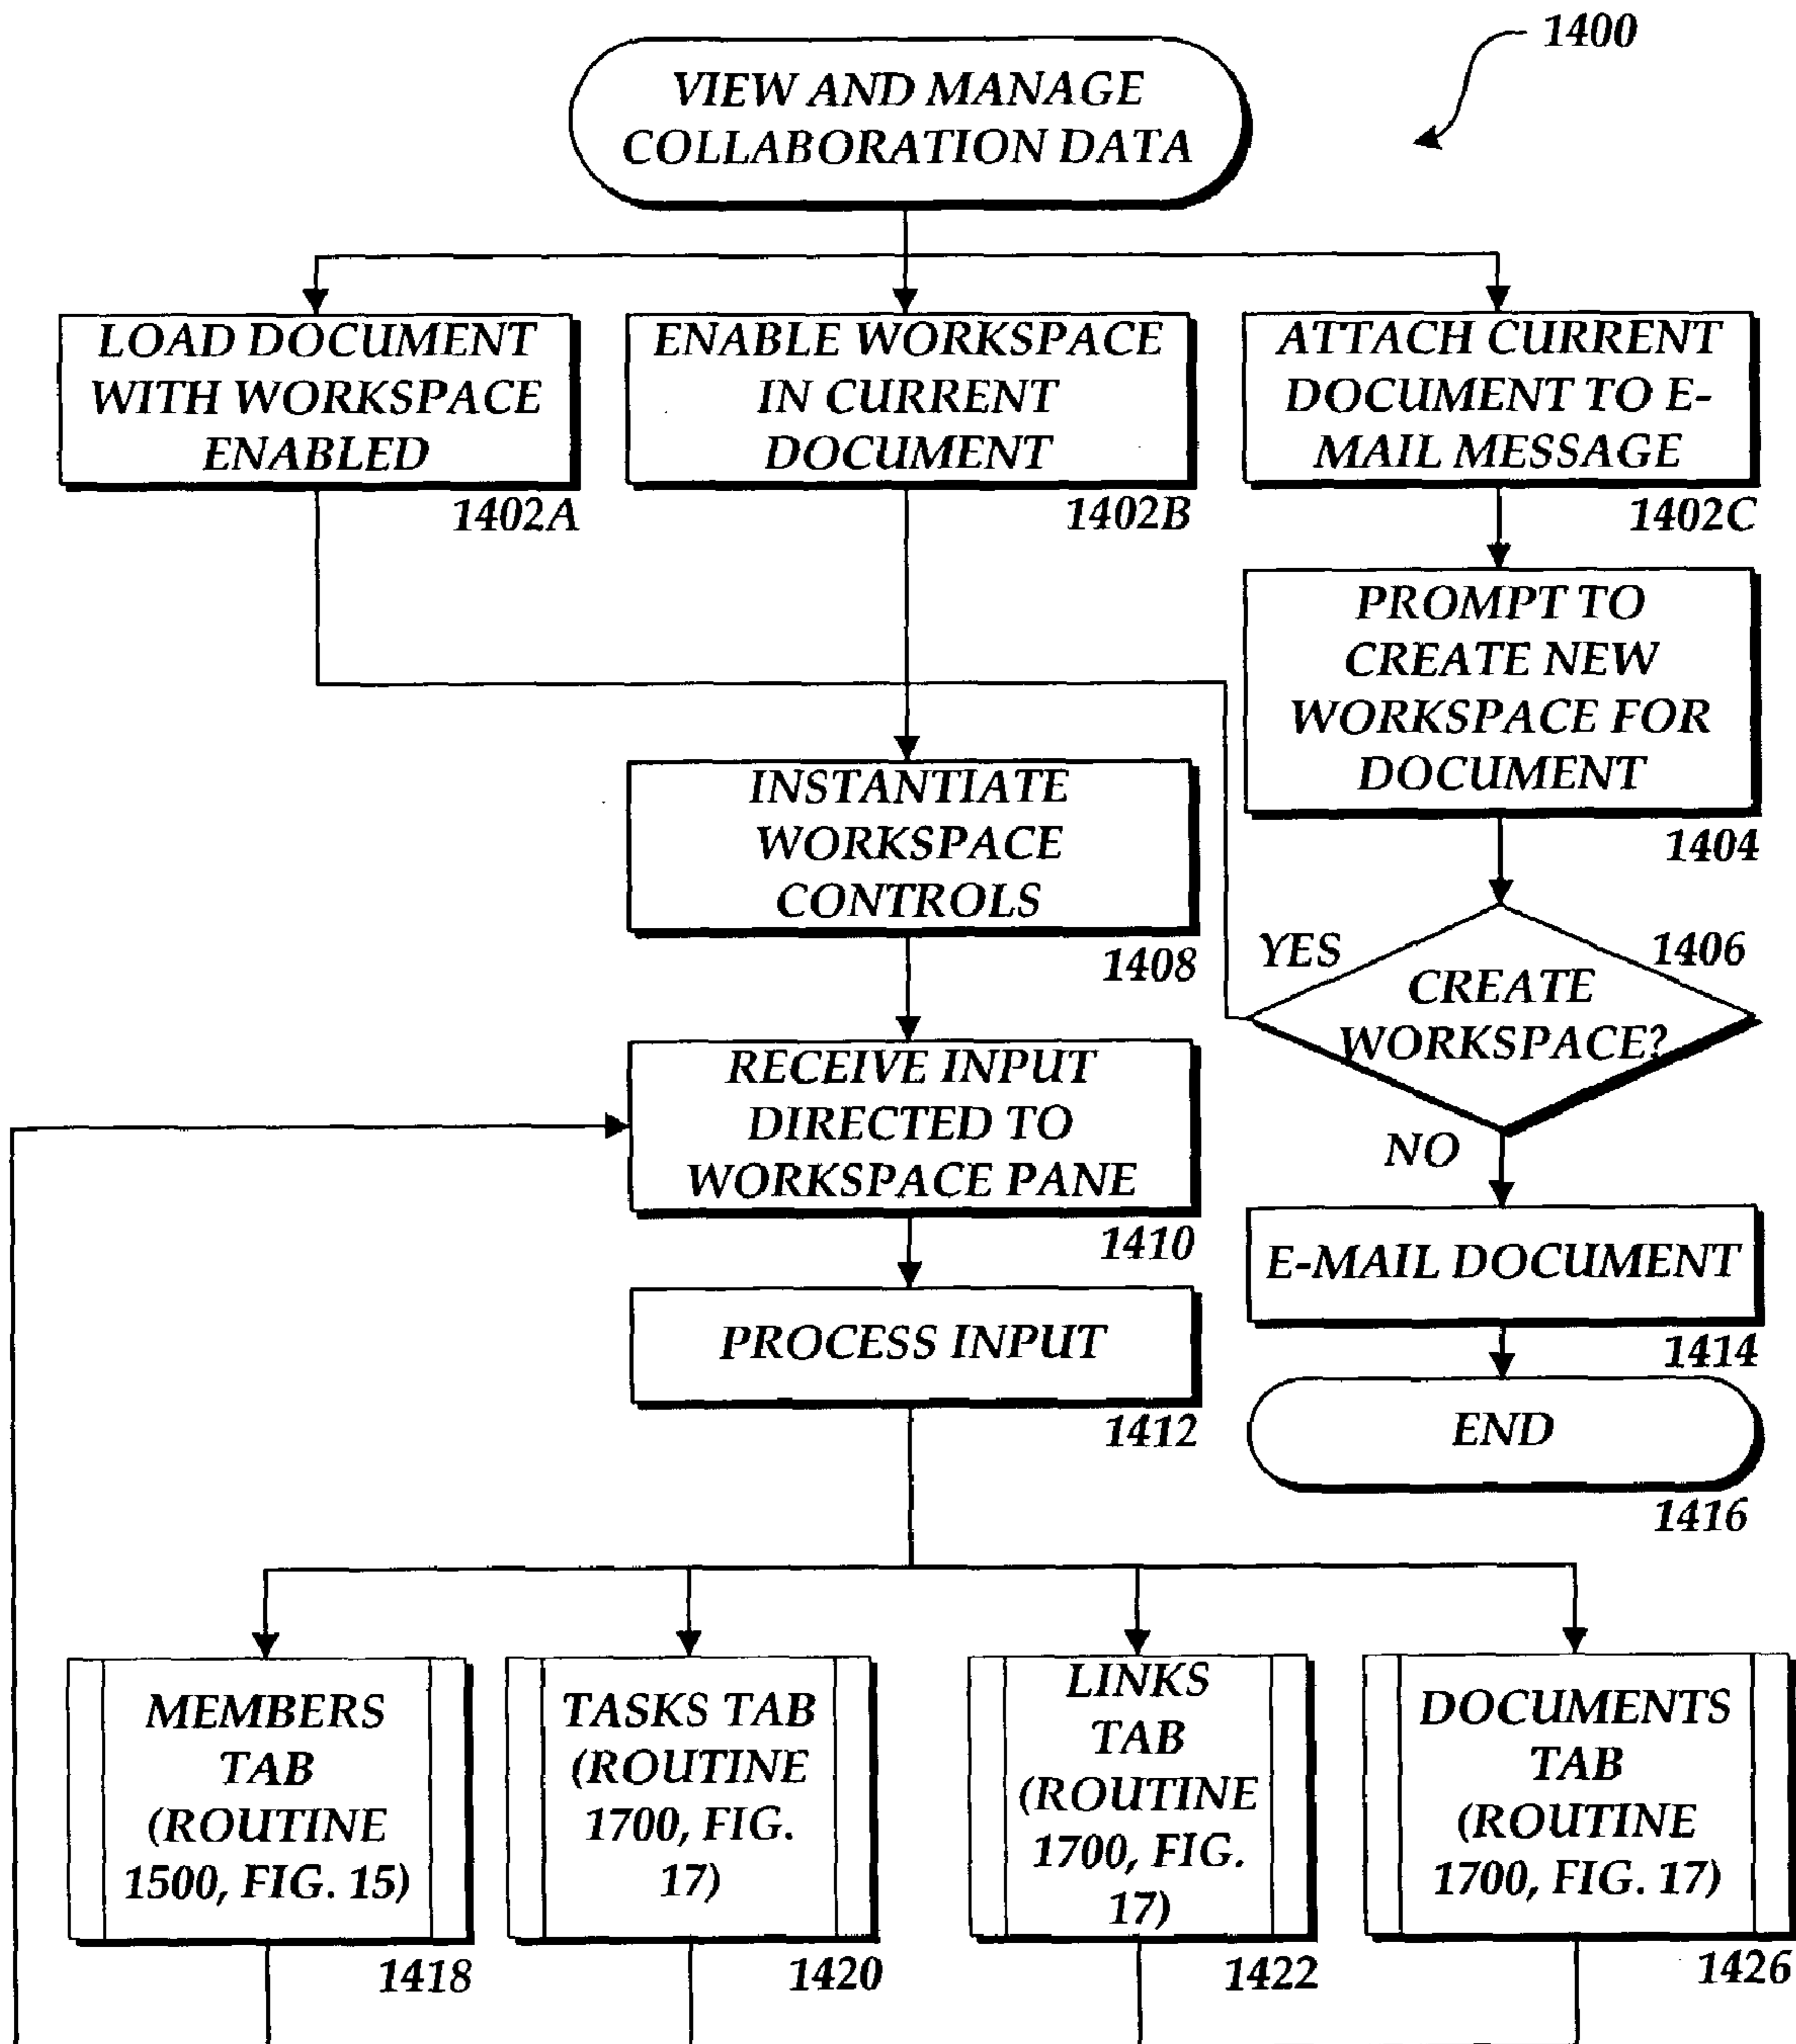 1400
VIEW AND MANAGE
COLLABORATION DATA
LOAD DOCUMENT
WITH WORKSPACE
ENABLED
1402A
ENABLE WORKSPACE
IN CURRENT
DOCUMENT
1402B
ATTACH CURRENT
DOCUMENT TO E-
MAIL MESSAGE
1402C
PROMPT TO
CREATE NEW
WORKSPACE FOR
DOCUMENT
1404
INSTANTIATE
WORKSPACE
CONTROLS
1408
YES
1406
CREATE
WORKSPACE?
NO
RECEIVE INPUT
DIRECTED TO
WORKSPACE PANE
1410
E-MAIL DOCUMENT
1414
PROCESS INPUT
1412
END
1416
MEMBERS
TAB
(ROUTINE
1500, FIG. 15)
1418
TASKS TAB
(ROUTINE
1700, FIG.
17)
1420
LINKS
TAB
(ROUTINE
1700, FIG.
17)
1422
DOCUMENTS
TAB
(ROUTINE
1700, FIG. 17)
1426